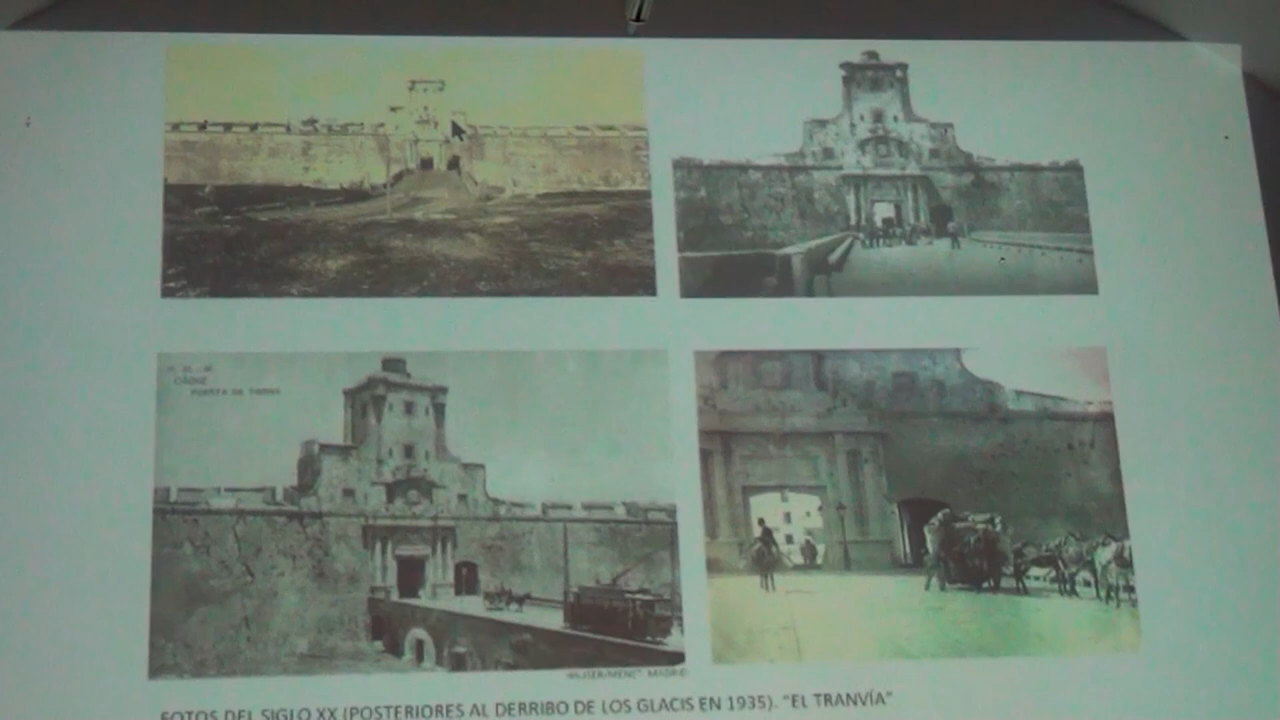 CÁDIZ
PUERTA DE TIERRA
HAUSER Y MENET - MADRID
FOTOS DEL SIGLO XX (POSTERIORES AL DERRIBO DE LOS GLACIS EN 1935). "EL TRANVÍA"